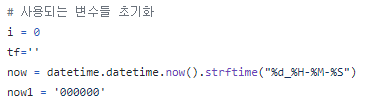 # 사용되는 변수들 초기화
i = 0
tf=''
now = datetime.datetime.now().strftime("%d_%H-%M-%S")
now1 = '000000'